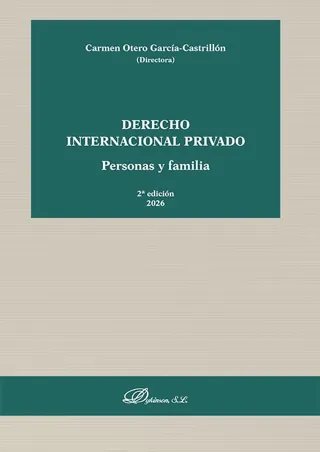 Carmen Otero García-Castrillón
(Directora)
DERECHO
INTERNACIONAL PRIVADO
Personas y familia
2ª edición
2026
Dykinson, S.L.